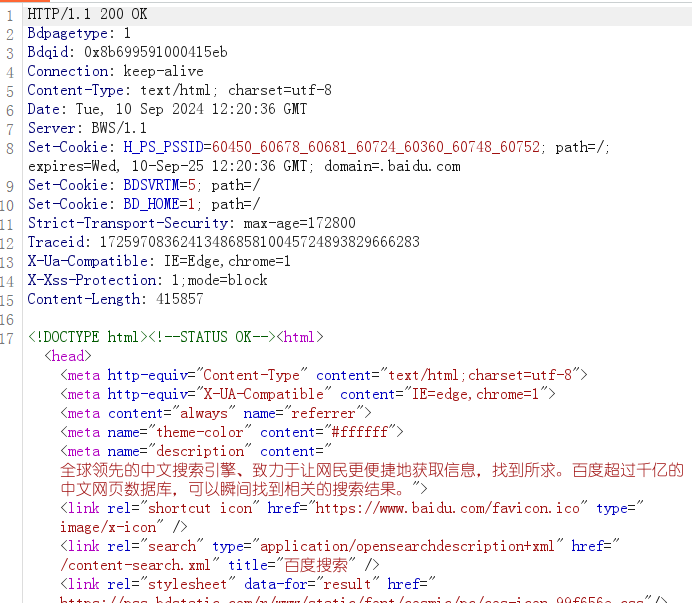 1 HTTP/1.1 200 OK
2 Bdpagetype: 1
3 Bdqid: 0x8b699591000415eb
4 Connection: keep-alive
5 Content-Type: text/html; charset=utf-8
6 Date: Tue, 10 Sep 2024 12:20:36 GMT
7 Server: BWS/1.1
8 Set-Cookie: H_PS_PSSID=60450_60678_60681_60724_60360_60748_60752; path=/;
expires=Wed, 10-Sep-25 12:20:36 GMT; domain=.baidu.com
9 Set-Cookie: BDSVRTM=5; path=/
10 Set-Cookie: BD_HOME=1; path=/
11 Strict-Transport-Security: max-age=172800
12 Traceid: 1725970836241348685810045724893829666283
13 X-Ua-Compatible: IE=Edge,chrome=1
14 X-Xss-Protection: 1;mode=block
15 Content-Length: 415857
16
17 <!DOCTYPE html><!--STATUS OK--><html>
<head>
<meta http-equiv="Content-Type" content="text/html;charset=utf-8">
<meta http-equiv="X-UA-Compatible" content="IE=edge,chrome=1">
<meta content="always" name="referrer">
<meta name="theme-color" content="#ffffff">
<meta name="description" content="
全球领先的中文搜索引擎、致力于让网民更便捷地获取信息，找到所求。百度超过千亿的
中文网页数据库，可以瞬间找到相关的搜索结果。">
<link rel="shortcut icon" href="https://www.baidu.com/favicon.ico" type="
image/x-icon" />
<link rel="search" type="application/opensearchdescription+xml" href="
/content-search.xml" title="百度搜索" />
<link rel="stylesheet" data-for="result" href="